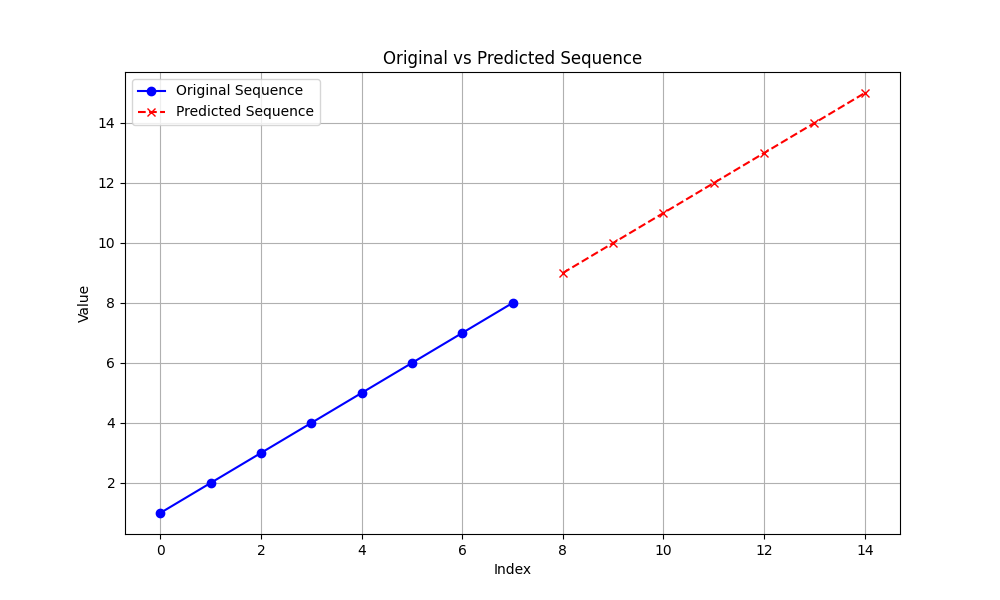 Original vs Predicted Sequence
Original Sequence
Predicted Sequence
14
12
10
8
6
4
2
Value
0 2 4 6 8 10 12 14
Index